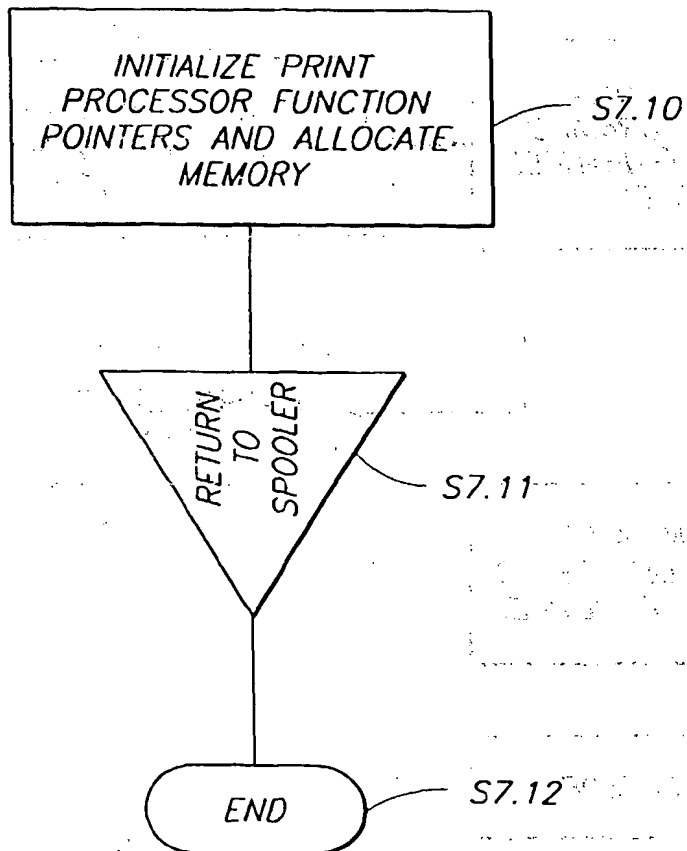 INITIALIZE PRINT
PROCESSOR FUNCTION
POINTERS AND ALLOCATE
MEMORY
S7.10
RETURN
TO
SPOOLER
S7.11
END
S7.12